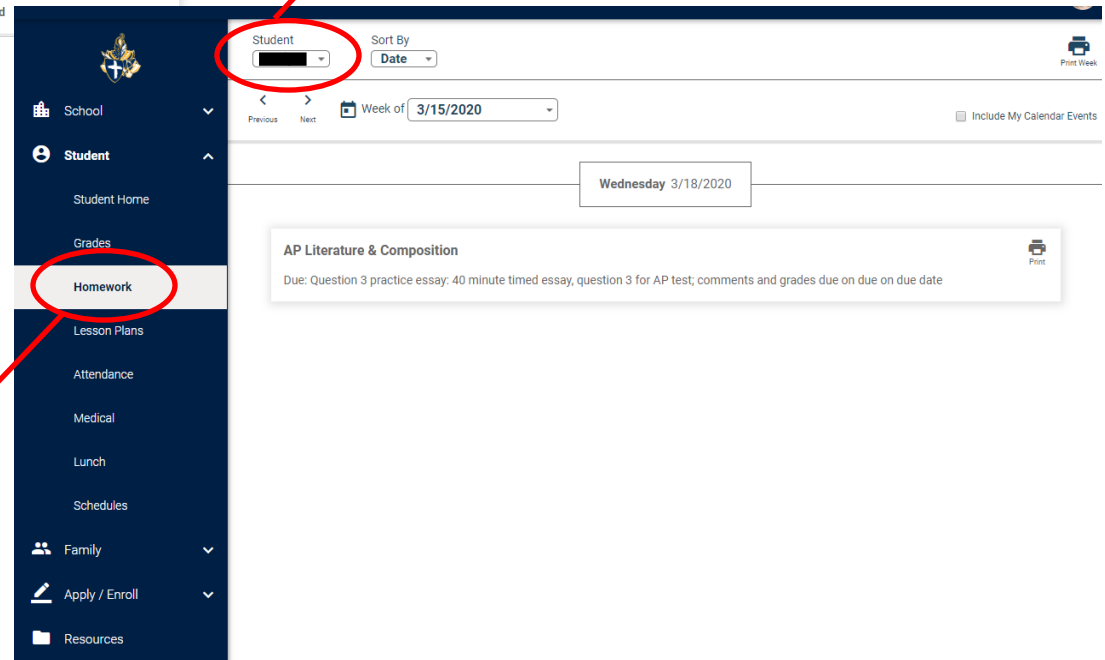 d
Student
Sort By
Date
Print Week
School
Previous
Next
Week of 3/15/2020
Include My Calendar Events
Student
Wednesday 3/18/2020
Student Home
Grades
AP Literature & Composition
Print
Due: Question 3 practice essay: 40 minute timed essay, question 3 for AP test; comments and grades due on due on due date
Homework
Lesson Plans
Attendance
Medical
Lunch
Schedules
Family
Apply / Enroll
Resources